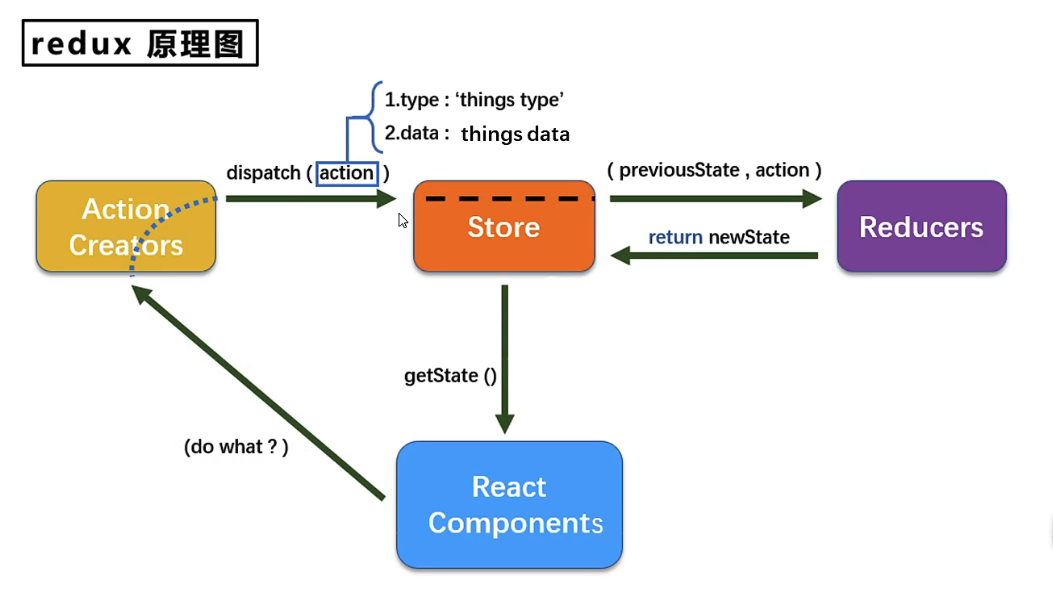 redux 原理图
1.type : ‘things type’
2.data : things data
dispatch ( action )
( previousState , action )
Action
Creators
Store
Reducers
return newState
getState ()
(do what ? )
React
Components